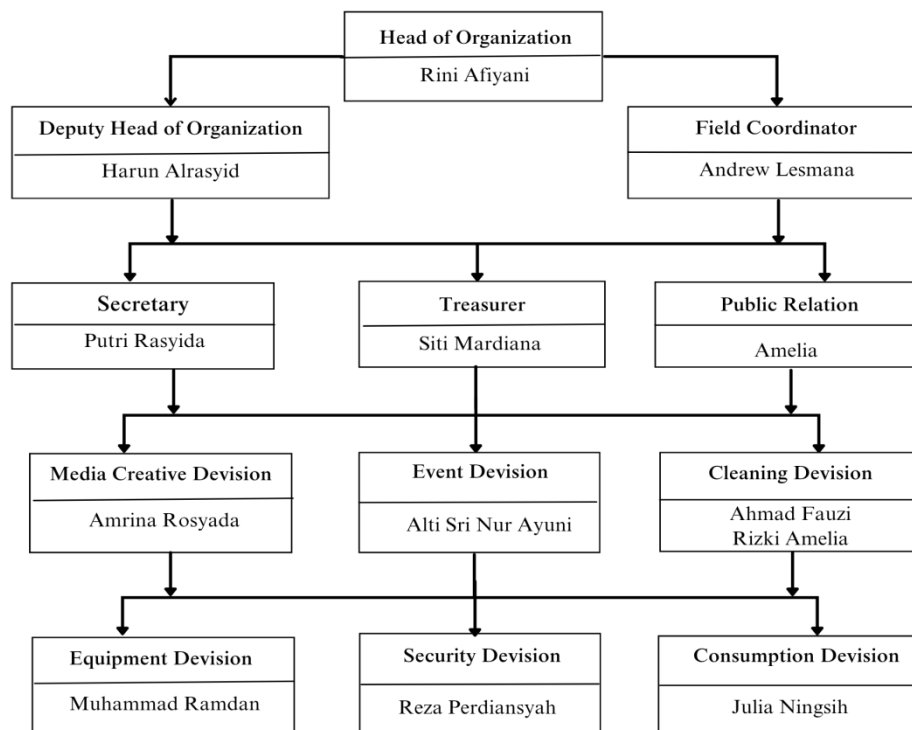 Head of Organization
Rini Afiyani
Deputy Head of Organization
Harun Alrasyid
Field Coordinator
Andrew Lesmana
Secretary
Putri Rasyida
Treasurer
Siti Mardiana
Public Relation
Amelia
Media Creative Devision
Amrina Rosyada
Event Devision
Alti Sri Nur Ayuni
Cleaning Devision
Ahmad Fauzi
Rizki Amelia
Equipment Devision
Muhammad Ramdan
Security Devision
Reza Perdiansyah
Consumption Devision
Julia Ningsih